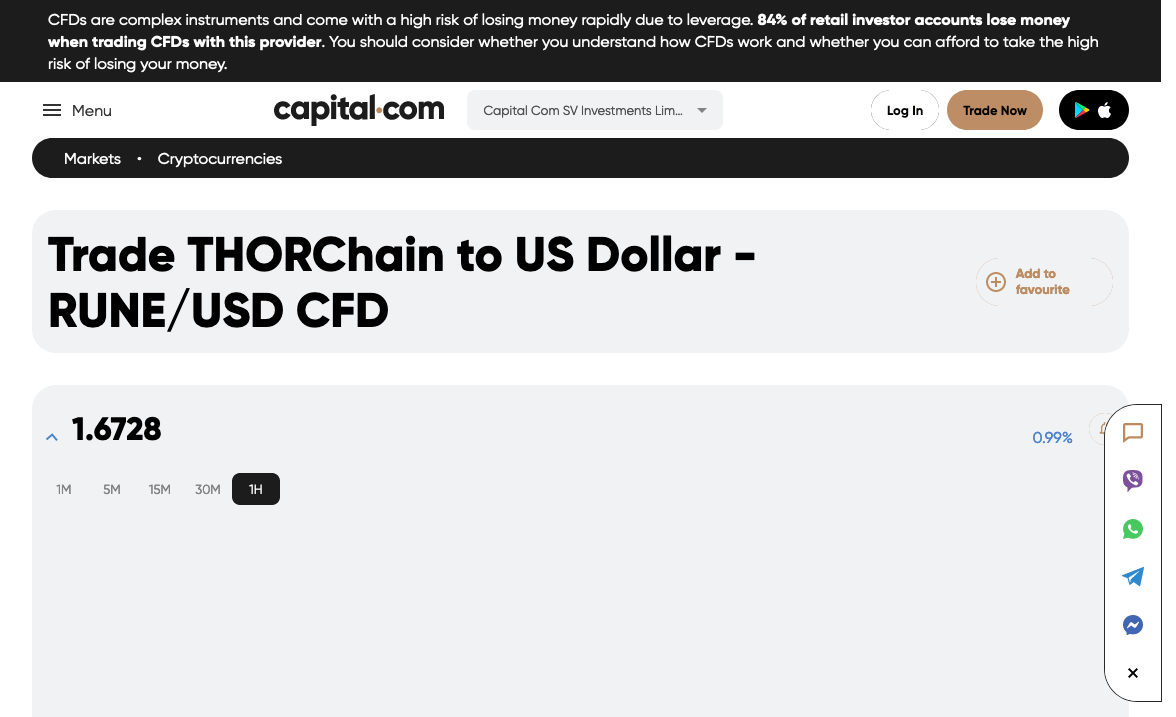 CFDs are complex instruments and come with a high risk of losing money rapidly due to leverage. 84% of retail investor accounts lose money
when trading CFDs with this provider. You should consider whether you understand how CFDs work and whether you can afford to take the high
risk of losing your money.
Menu
capital.com
Capital Com SV Investments Lim...
Log In
Trade Now
Markets • Cryptocurrencies
Trade THORChain to US Dollar -
RUNE/USD CFD
Add to
favourite
1.6728
0.99%
1M 5M 15M 30M 1H